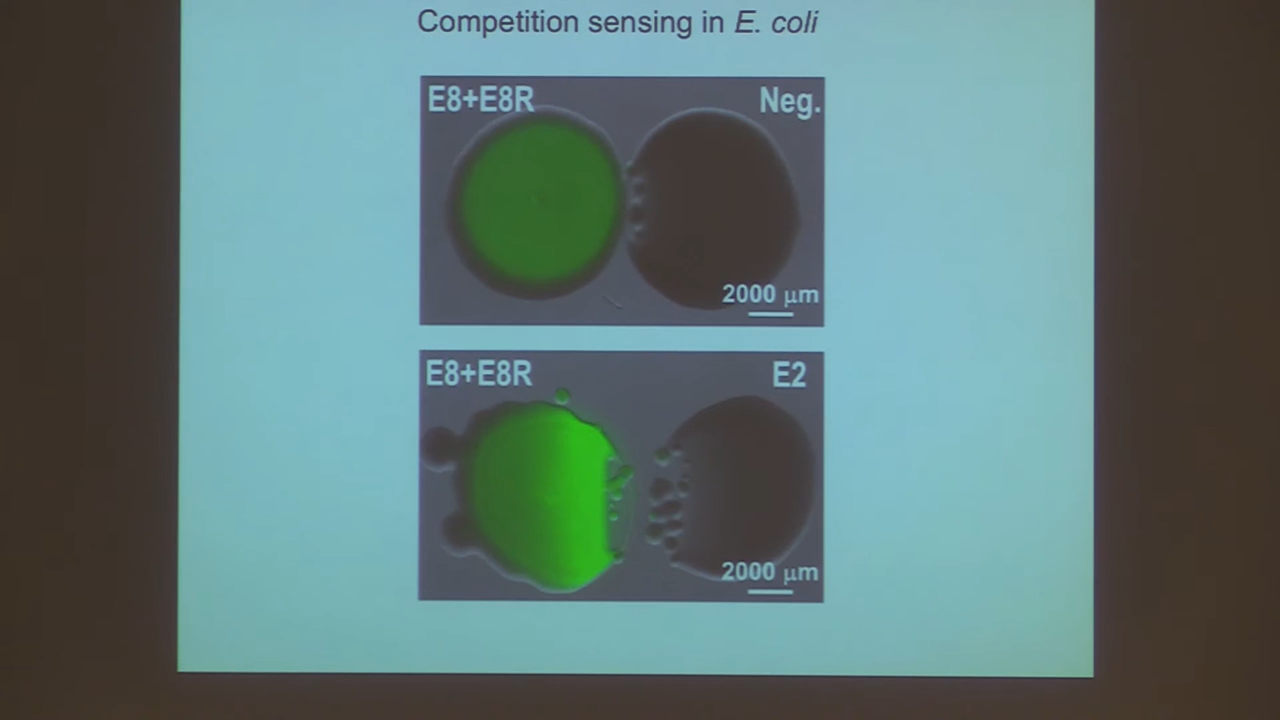 Competition sensing in E. coli
E8+E8R Neg.
2000 μm
E8+E8R E2
2000 μm